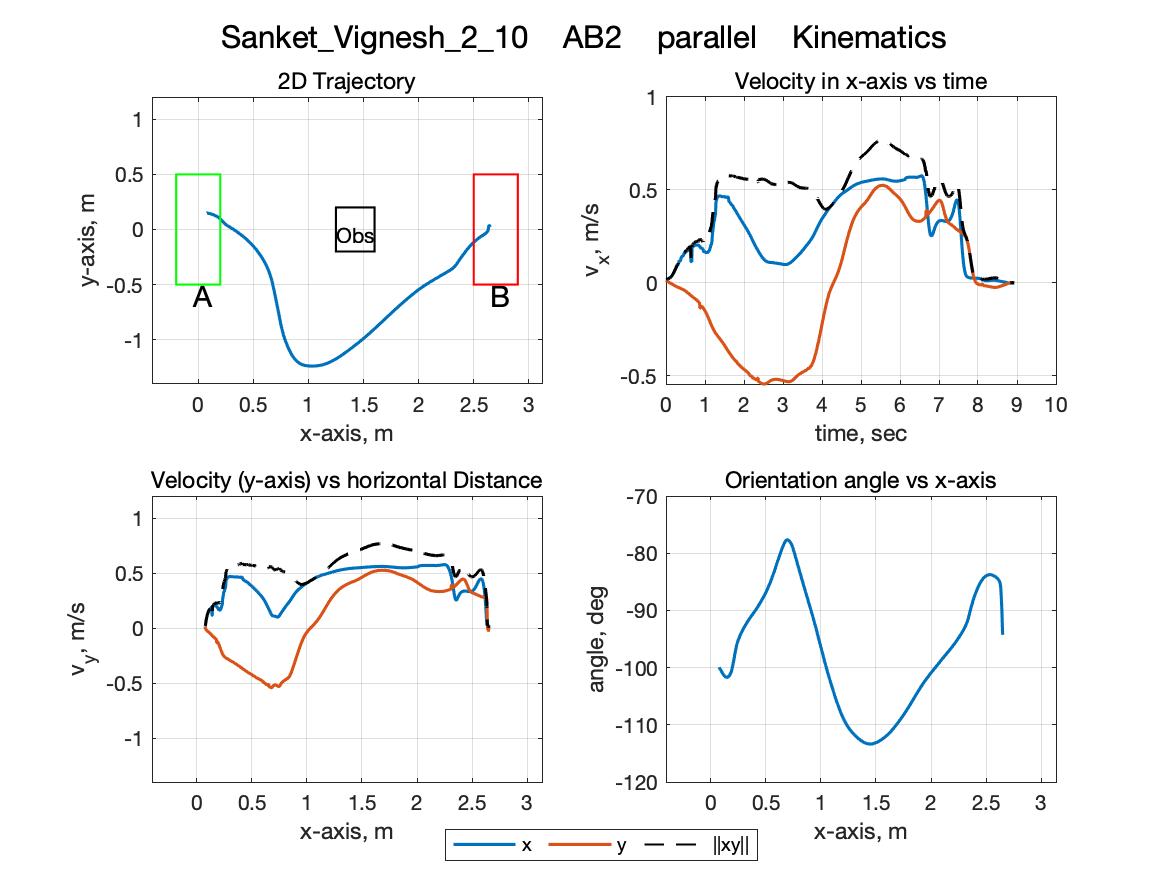 Sanket_Vignesh_2_10 AB2 parallel Kinematics
2D Trajectory
1
0.5
0
-0.5
-1
y-axis, m
A
Obs
B
0 0.5 1 1.5 2 2.5 3
x-axis, m
Velocity in x-axis vs time
1
0.5
0
-0.5
v_x, m/s
0 1 2 3 4 5 6 7 8 9 10
time, sec
Velocity (y-axis) vs horizontal Distance
1
0.5
0
-0.5
-1
v_y, m/s
0 0.5 1 1.5 2 2.5 3
x-axis, m
Orientation angle vs x-axis
-70
-80
-90
-100
-110
-120
angle, deg
0 0.5 1 1.5 2 2.5 3
x-axis, m
x y ||xy||